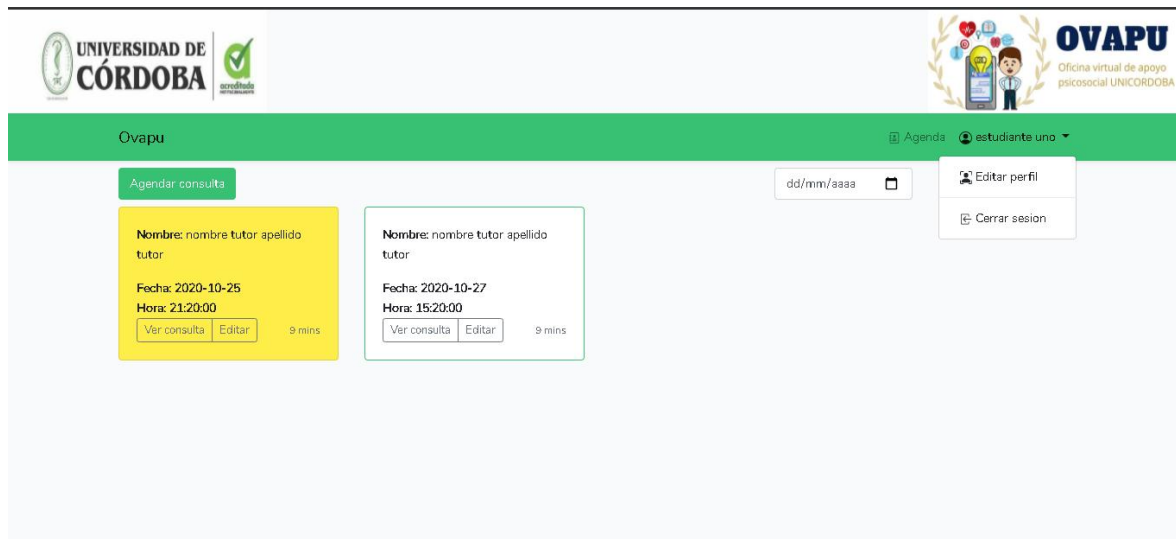 UNIVERSIDAD DE
CÓRDOBA
acreditada
OVAPU
Oficina virtual de apoyo
psicosocial UNICORDOBA
Ovapu
Agenda
estudiante uno
Editar perfil
Cerrar sesion
Agendar consulta
dd/mm/aaaa
Nombre: nombre tutor apellido
tutor
Fecha: 2020-10-25
Hora: 21:20:00
Ver consulta
Editar
9 mins
Nombre: nombre tutor apellido
tutor
Fecha: 2020-10-27
Hora: 15:20:00
Ver consulta
Editar
9 mins